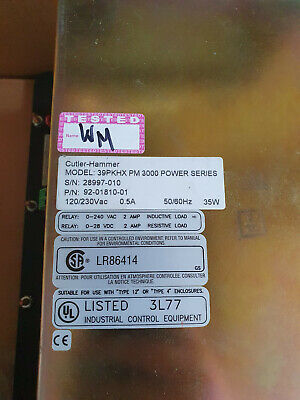 TESTED
Name: WM
Cutler-Hammer
MODEL: 39PKHX PM 3000 POWER SERIES
S/N: 28997-010
P/N: 92-01810-01
120/230Vac 0.5A 50/60Hz 35W
RELAY: 0-240 VAC 2 AMP INDUCTIVE LOAD
RELAY: 0-28 VDC 2 AMP RESISTIVE LOAD
CAUTION: FOR USE IN A CONTROLLED ENVIRONMENT. REFER TO MANUAL
FOR ENVIRONMENTAL CONDITIONS.
LR86414
ATTENTION: POUR UTILISATION EN ATMOSPHERE CONTROLEE. CONSULTER
LA NOTICE TECHNIQUE.
SUITABLE FOR USE WITH "TYPE 12" OR "TYPE 4" ENCLOSURES.
UL LISTED 3L77
INDUSTRIAL CONTROL EQUIPMENT
CE